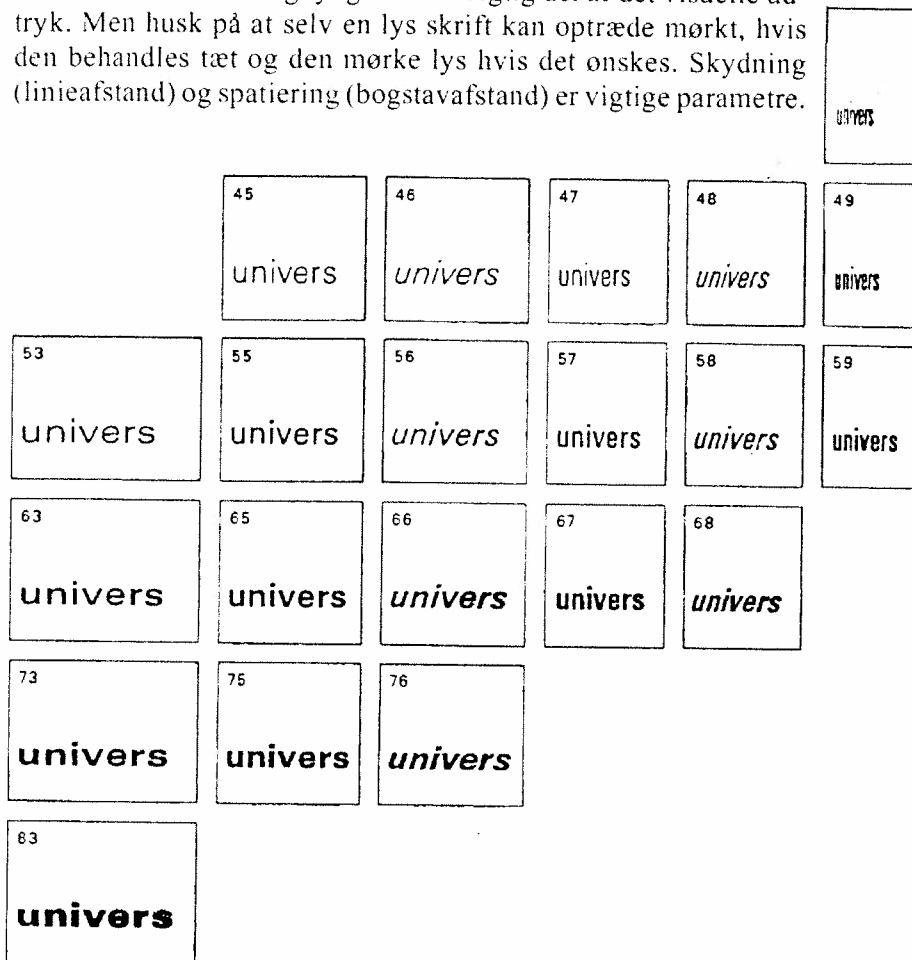 tryk. Men husk på at selv en lys skrift kan optræde mørkt, hvis
den behandles tæt og den mørke lys hvis det ønskes. Skydning
(linieafstand) og spatiering (bogstavafstand) er vigtige parametre.
univers
45 46 47 48 49
univers univers univers univers univers
53 55 56 57 58 59
univers univers univers univers univers univers
63 65 66 67 68
univers univers univers univers univers
73 75 76
univers univers univers
83
univers